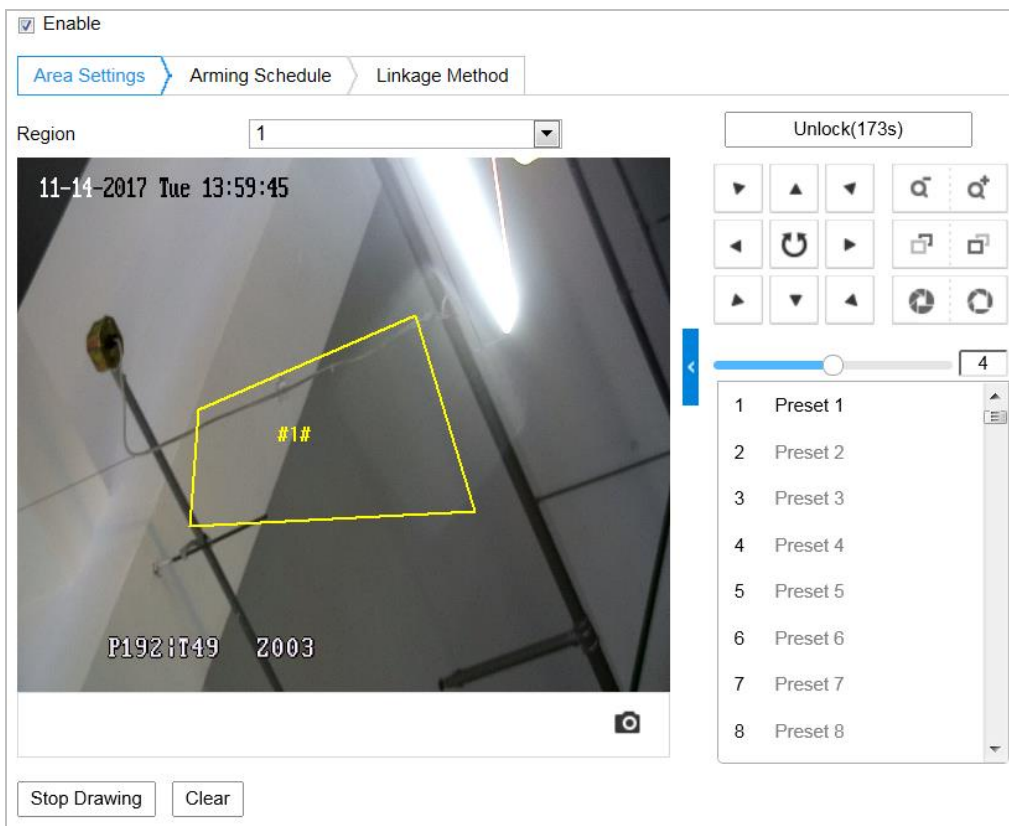 Enable
Area Settings Arming Schedule Linkage Method
Region 1
Unlock(173s)
11-14-2017 Tue 13:59:45
#1#
P192|T49 Z003
4
1 Preset 1
2 Preset 2
3 Preset 3
4 Preset 4
5 Preset 5
6 Preset 6
7 Preset 7
8 Preset 8
Stop Drawing Clear